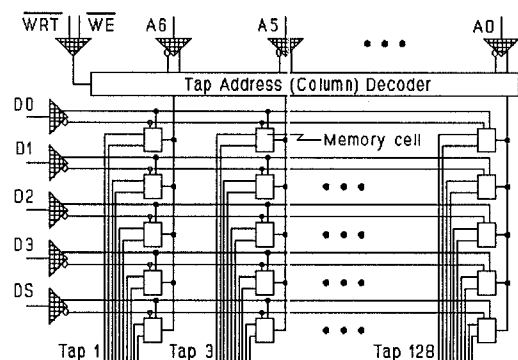 WRT WE A6 A5 A0
Tap Address (Column) Decoder
D0
Memory cell
D1
D2
D3
DS
Tap 1 Tap 3 Tap 128